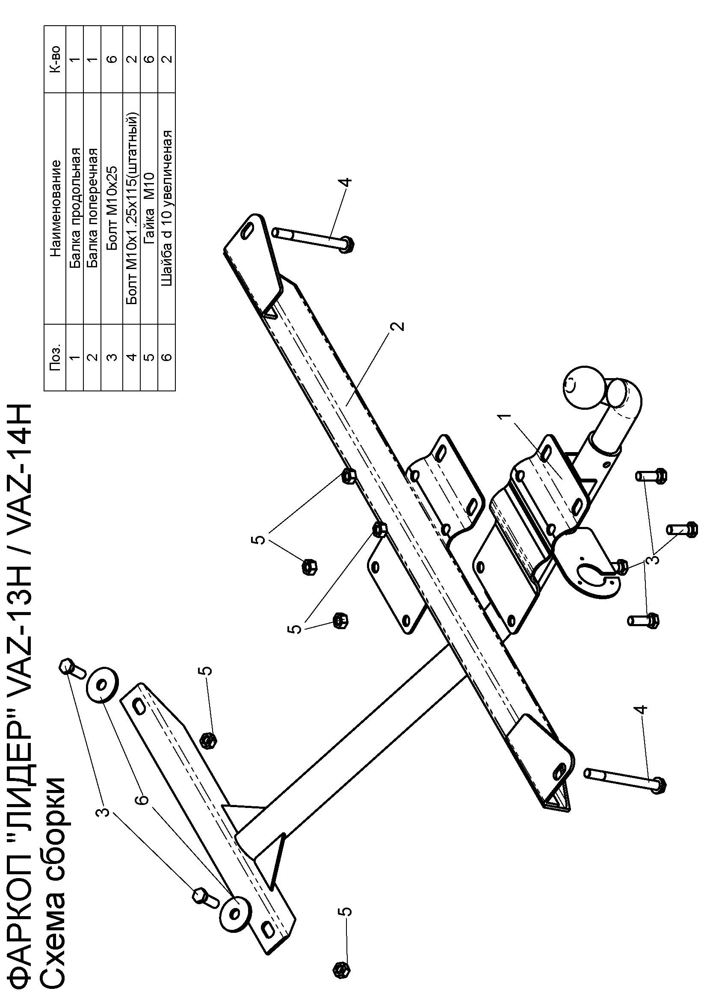 ФАРКОП "ЛИДЕР" VAZ-13H / VAZ-14H
Схема сборки
Поз. Наименование К-во
1 Балка продольная 1
2 Балка поперечная 1
3 Болт М10х25 6
4 Болт М10х1.25х115(штатный) 2
5 Гайка М10 6
6 Шайба d 10 увеличеная 2
3
6
5
5
5
5
4
2
1
3
4